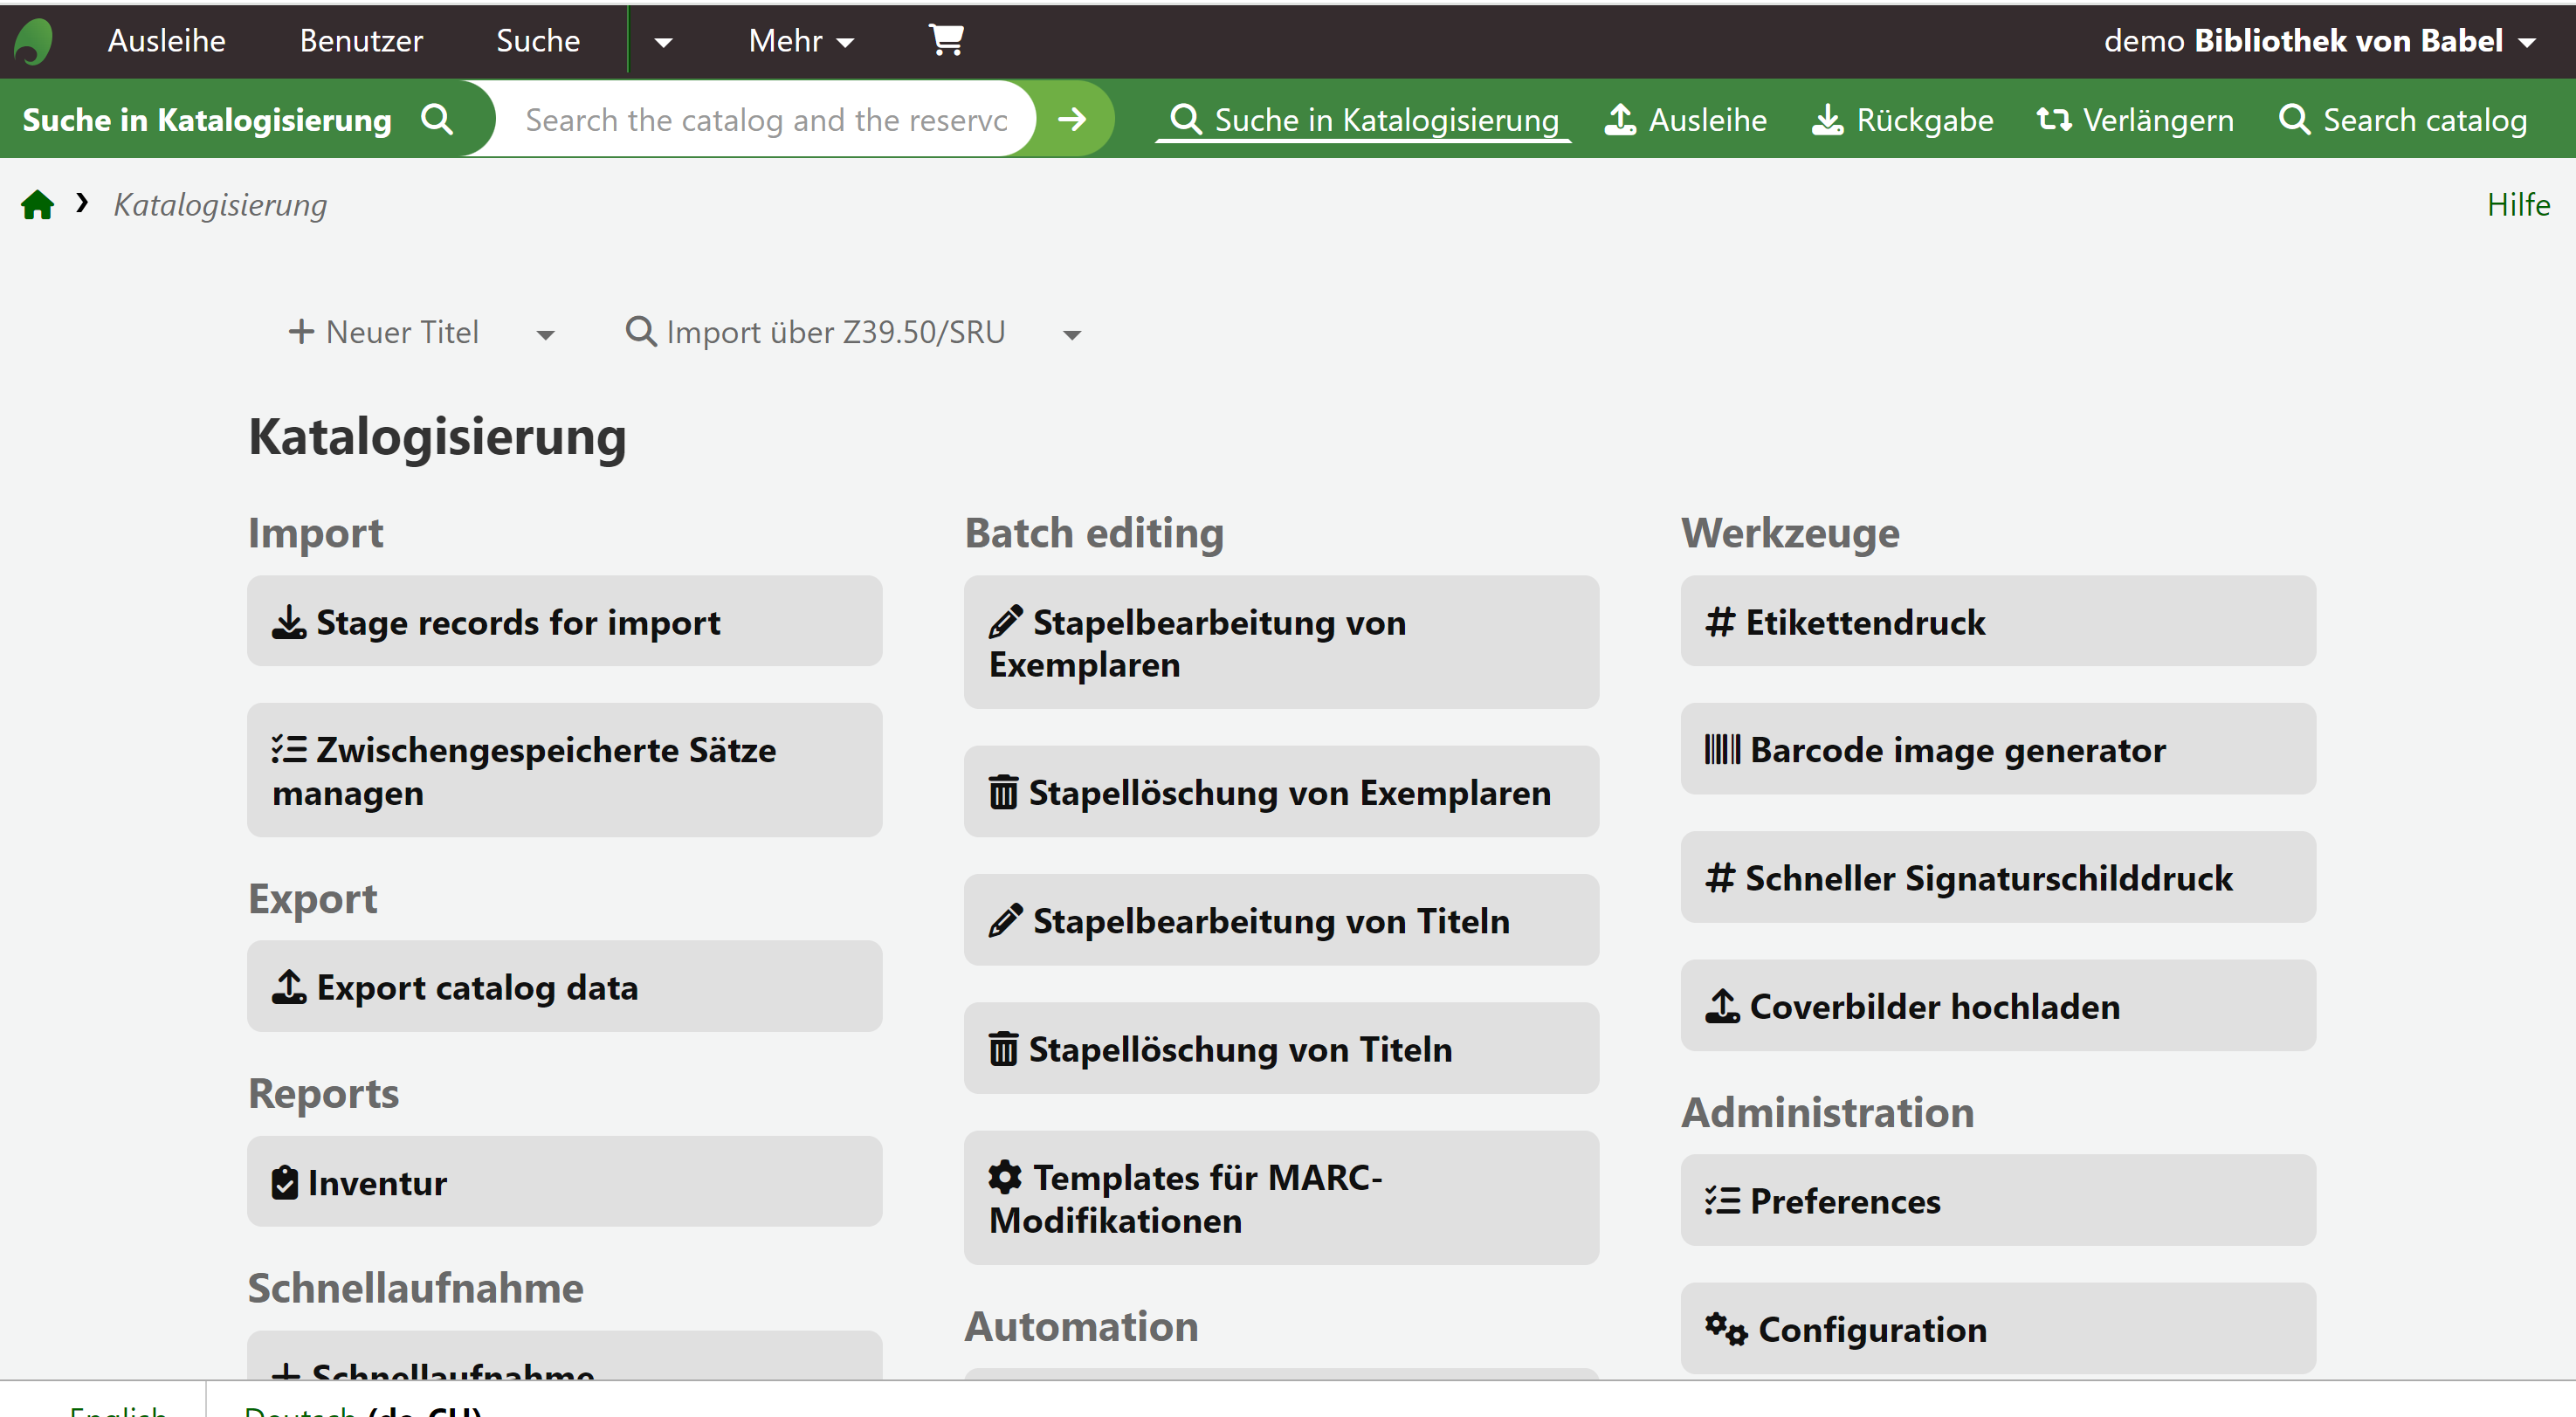 Ausleihe Benutzer Suche Mehr demo Bibliothek von Babel
Suche in Katalogisierung Search the catalog and the reservo Suche in Katalogisierung Ausleihe Rückgabe Verlängern Search catalog
Katalogisierung Hilfe
Neuer Titel Import über Z39.50/SRU
Katalogisierung
Import
Stage records for import
Zwischengespeicherte Sätze
managen
Export
Export catalog data
Reports
Inventur
Schnellaufnahme
Schnellaufnahme
Batch editing
Stapelbearbeitung von
Exemplaren
Stapellöschung von Exemplaren
Stapelbearbeitung von Titeln
Stapellöschung von Titeln
Templates für MARC-
Modifikationen
Automation
Werkzeuge
Etikettendruck
Barcode image generator
Schneller Signaturschilddruck
Coverbilder hochladen
Administration
Preferences
Configuration
English Deutsch (de-CH)